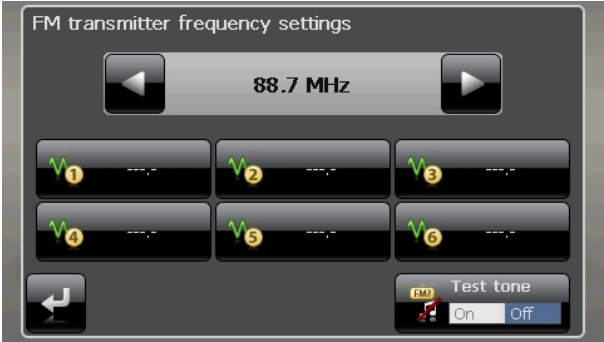 FM transmitter frequency settings
88.7 MHz
1 ---,- 2 ---,- 3 ---,-
4 ---,- 5 ---,- 6 ---,-
FM? Test tone
On Off